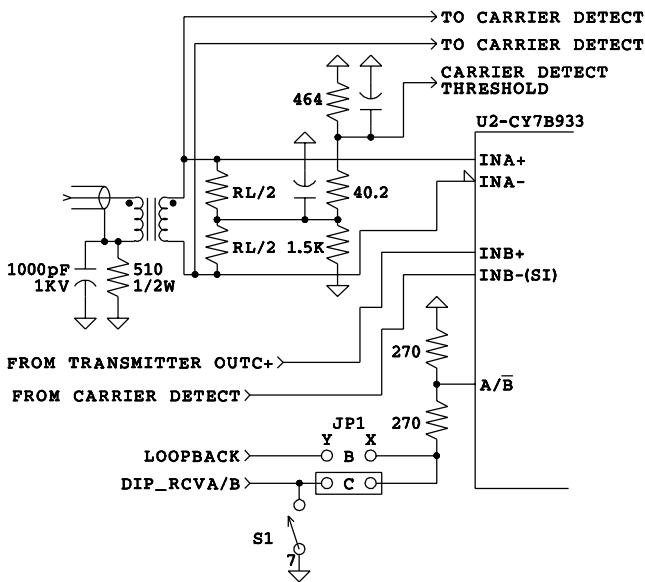 TO CARRIER DETECT
TO CARRIER DETECT
CARRIER DETECT
THRESHOLD
464
U2-CY7B933
INA+
INA-
RL/2
40.2
RL/2
1.5K
INB+
INB-(SI)
1000pF
1KV
510
1/2W
270
FROM TRANSMITTER OUTC+
FROM CARRIER DETECT
A/B̅
270
JP1
Y
X
LOOPBACK
B
DIP_RCVA/B
C
S1
7